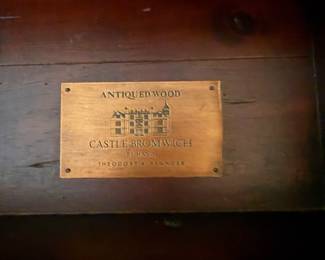 ANTIQUED WOOD
CASTLE BROMWICH
THEODORE & ALEXANDER